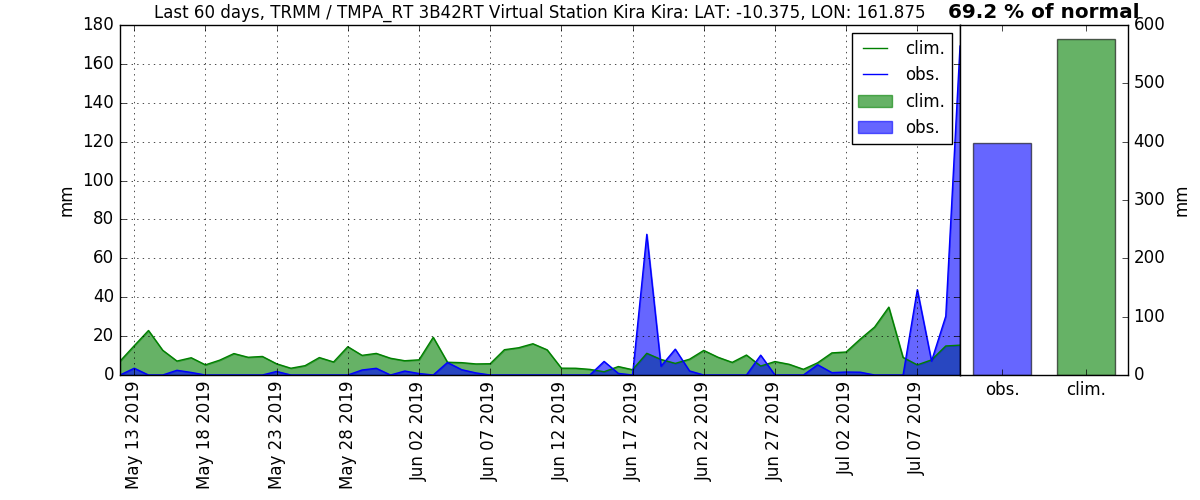 Last 60 days, TRMM / TMPA_RT 3B42RT Virtual Station Kira Kira: LAT: -10.375, LON: 161.875
69.2 % of normal
180
160
140
120
100
80
60
40
20
0
mm
clim.
obs.
clim.
obs.
May 13 2019
May 18 2019
May 23 2019
May 28 2019
Jun 02 2019
Jun 07 2019
Jun 12 2019
Jun 17 2019
Jun 22 2019
Jun 27 2019
Jul 02 2019
Jul 07 2019
600
500
400
300
200
100
0
mm
obs.
clim.